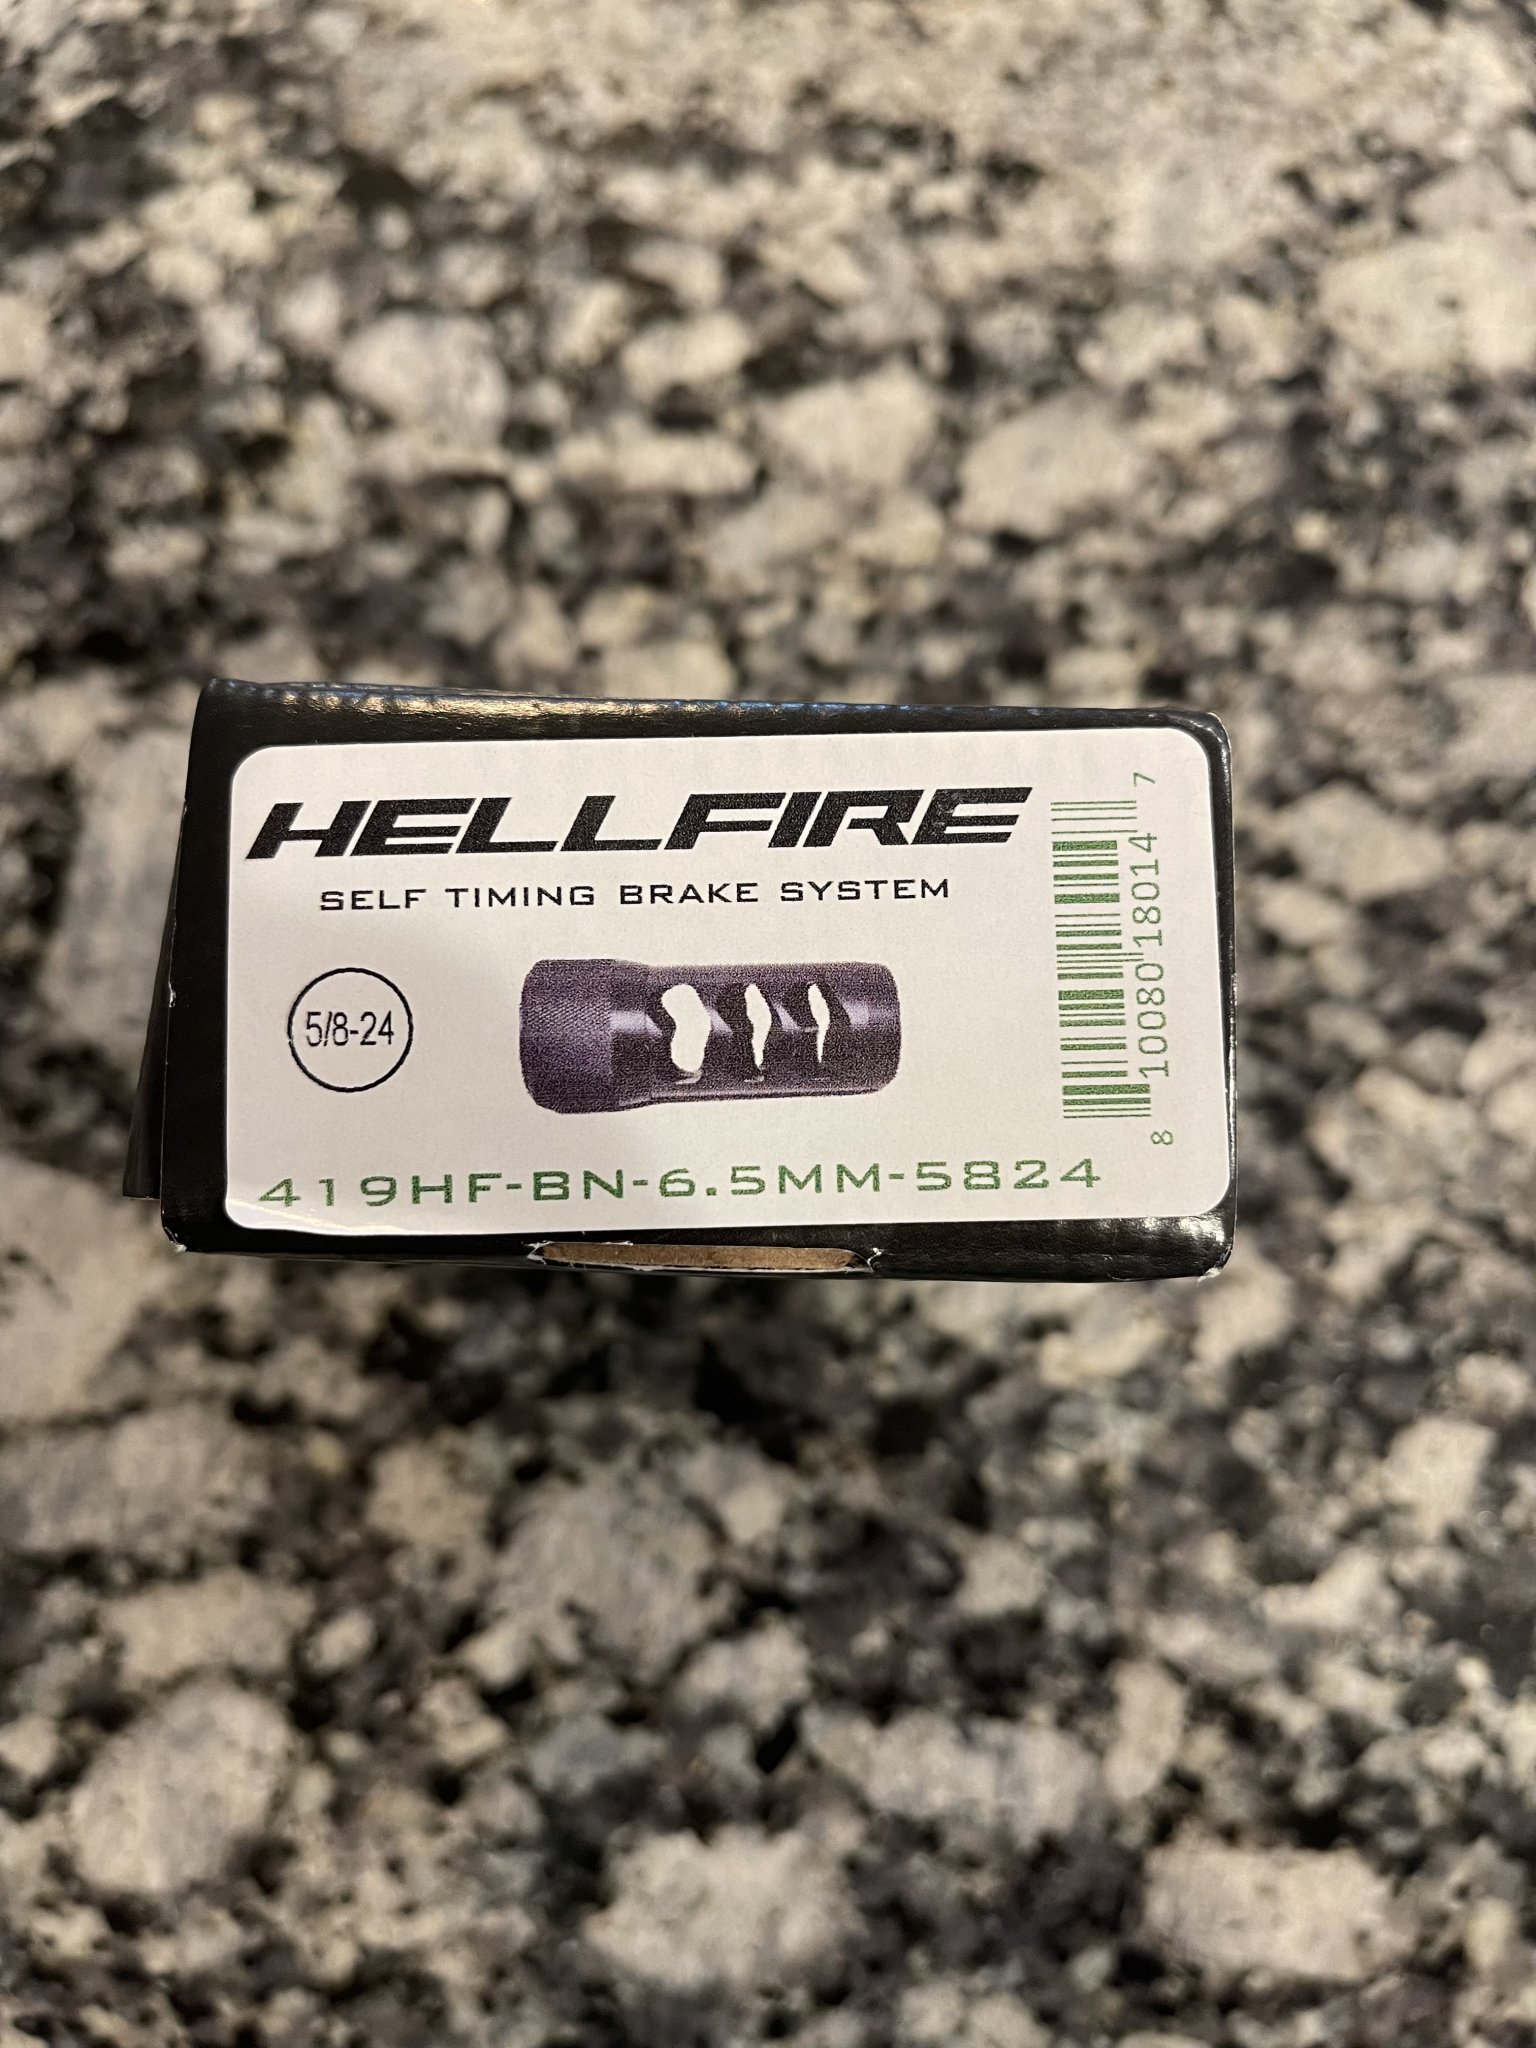 HELLFIRE
SELF TIMING BRAKE SYSTEM
5/8-24
419HF-BN-6.5MM-5824
8 10080 18014 7